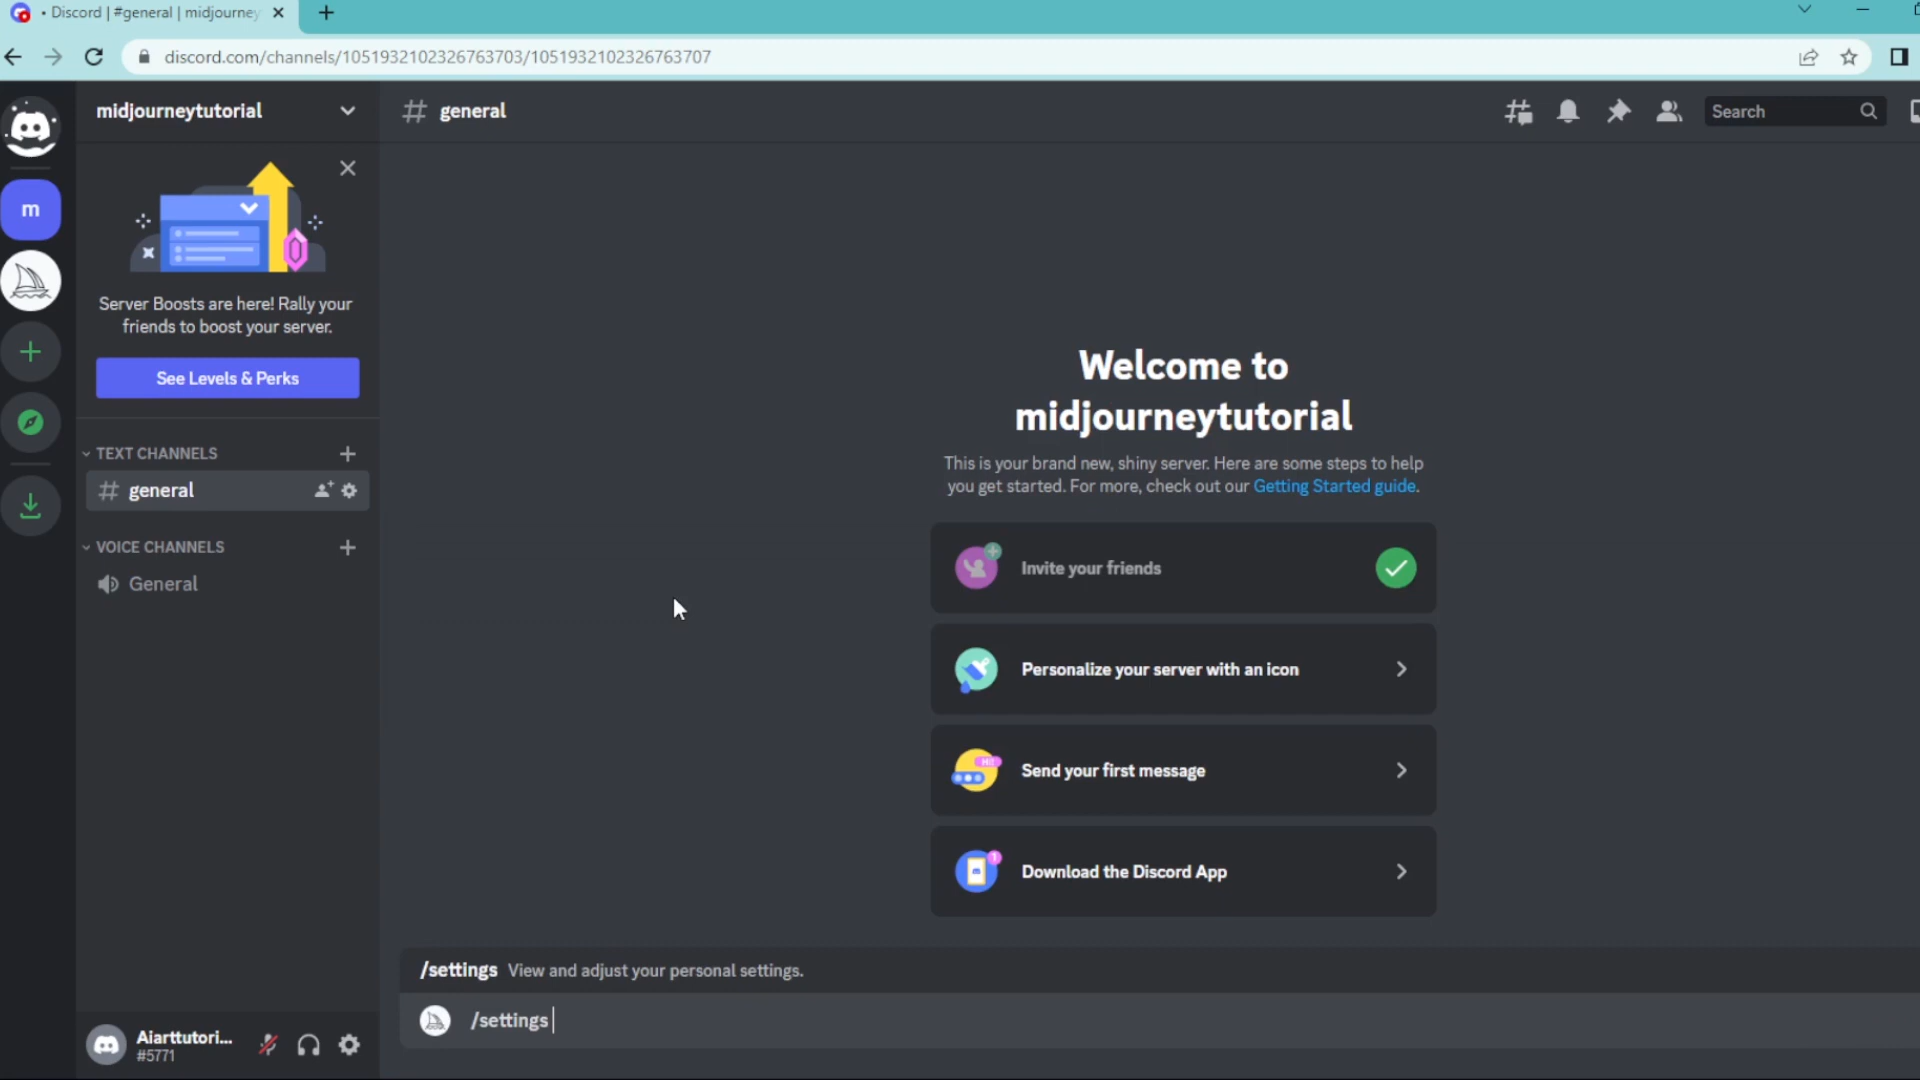 • Discord | #general | midjourney
discord.com/channels/1051932102326763703/1051932102326763707
midjourneytutorial
general
Search
m
Server Boosts are here! Rally your
friends to boost your server.
See Levels & Perks
TEXT CHANNELS
general
VOICE CHANNELS
General
Welcome to
midjourneytutorial
This is your brand new, shiny server. Here are some steps to help
you get started. For more, check out our Getting Started guide.
Invite your friends
Personalize your server with an icon
Hi!
Send your first message
1
Download the Discord App
/settings View and adjust your personal settings.
/settings
Aiarttutori...
#5771